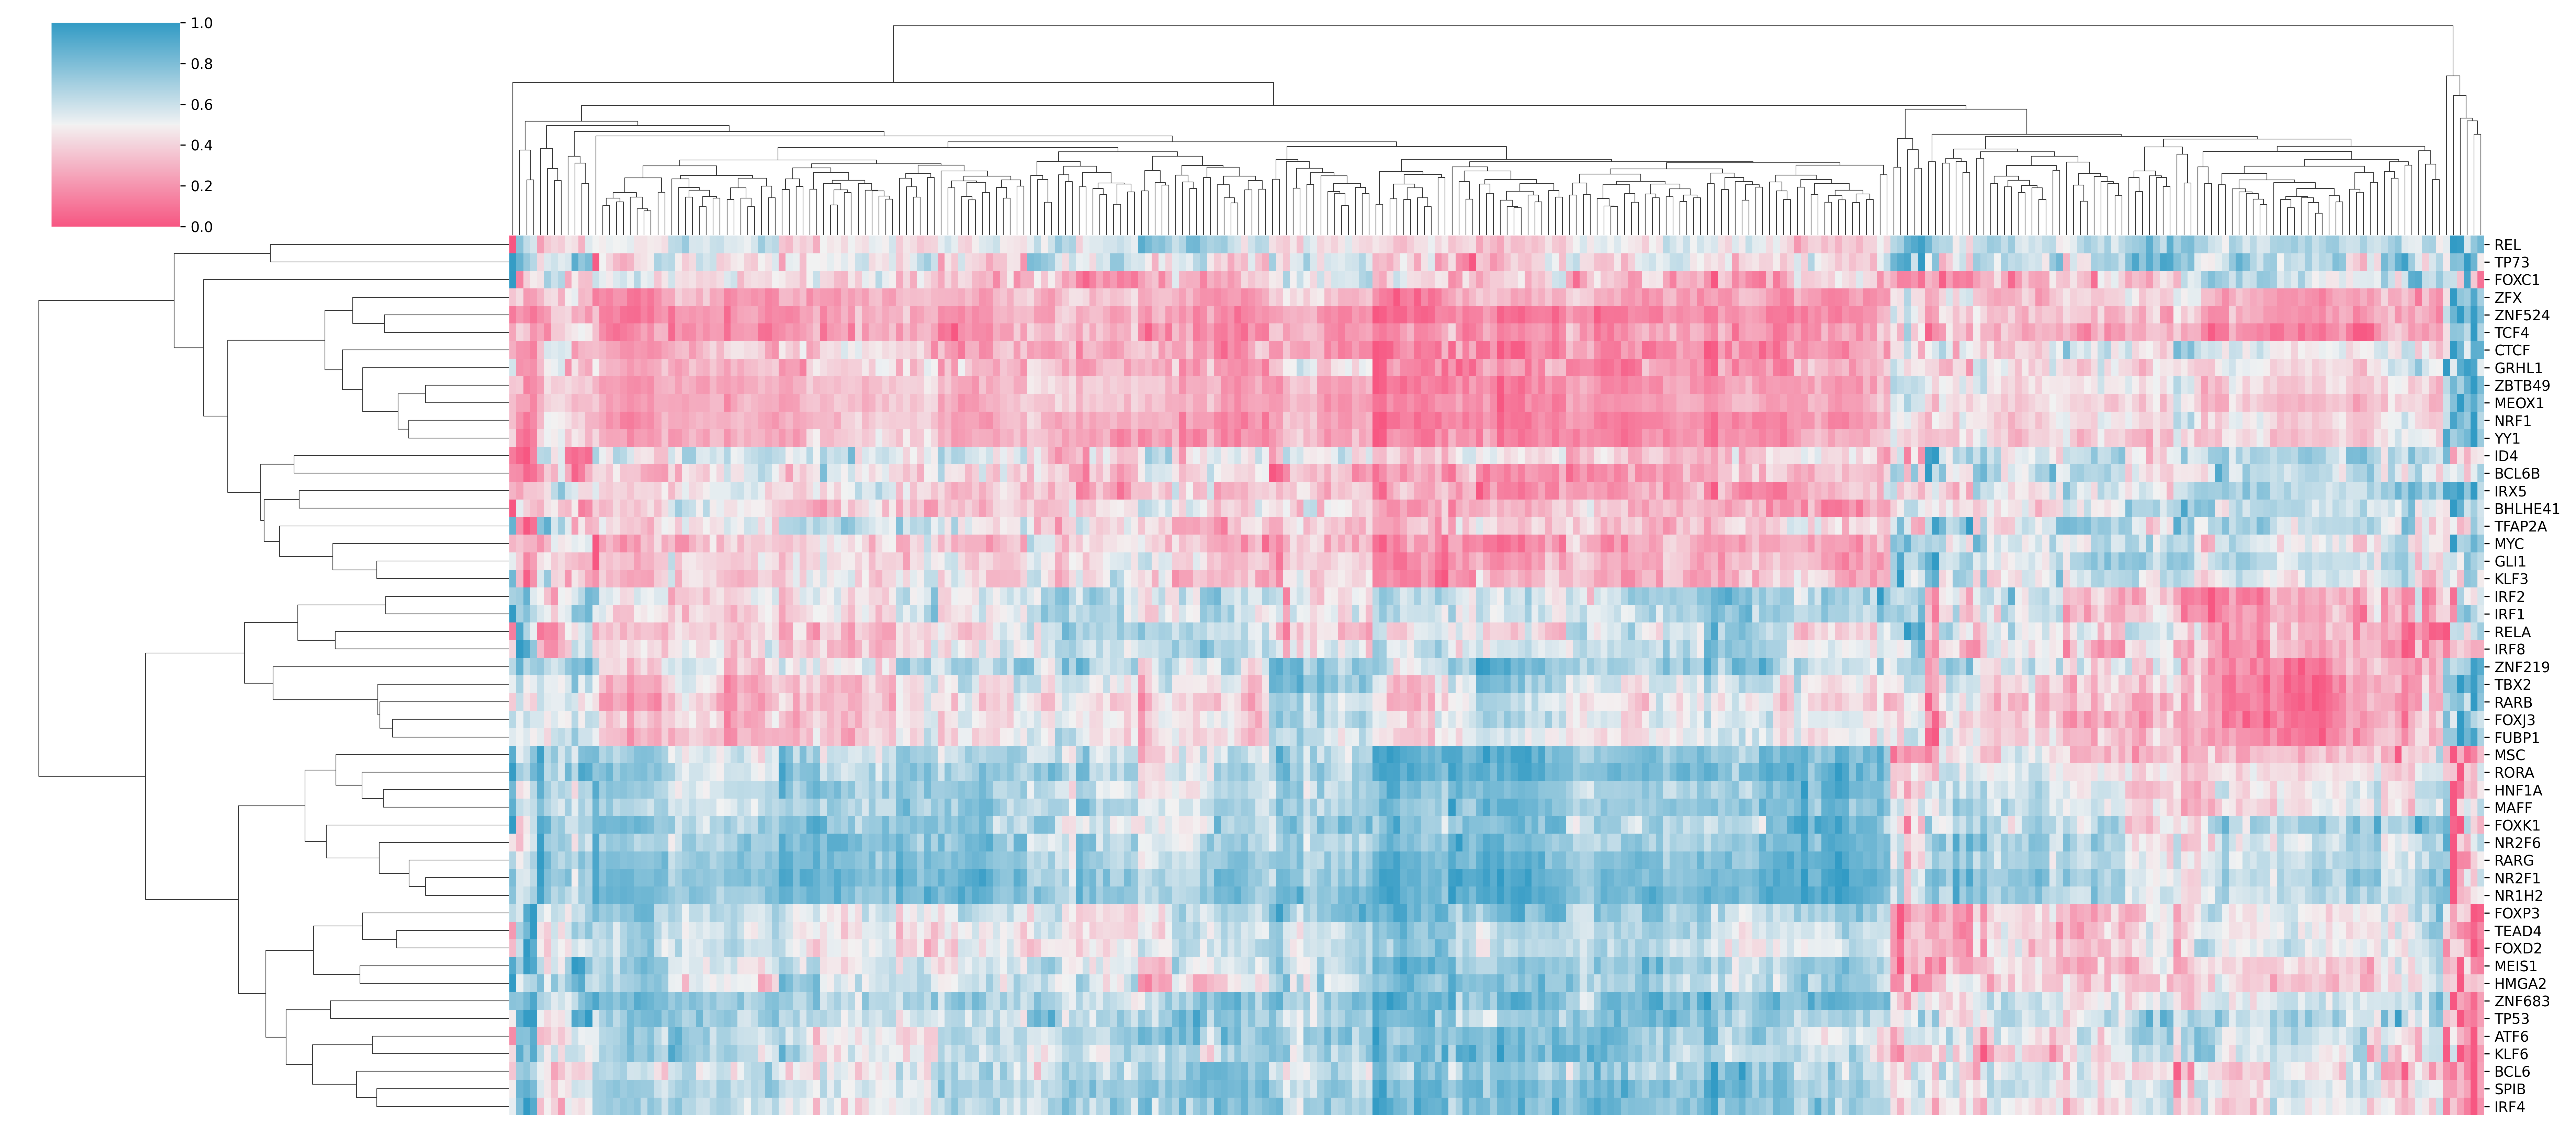 1.0
0.8
0.6
0.4
0.2
0.0
REL
TP73
FOXC1
ZFX
ZNF524
TCF4
CTCF
GRHL1
ZBTB49
MEOX1
NRF1
YY1
ID4
BCL6B
IRX5
BHLHE41
TFAP2A
MYC
GLI1
KLF3
IRF2
IRF1
RELA
IRF8
ZNF219
TBX2
RARB
FOXJ3
FUBP1
MSC
RORA
HNF1A
MAFF
FOXK1
NR2F6
RARG
NR2F1
NR1H2
FOXP3
TEAD4
FOXD2
MEIS1
HMGA2
ZNF683
TP53
ATF6
KLF6
BCL6
SPIB
IRF4